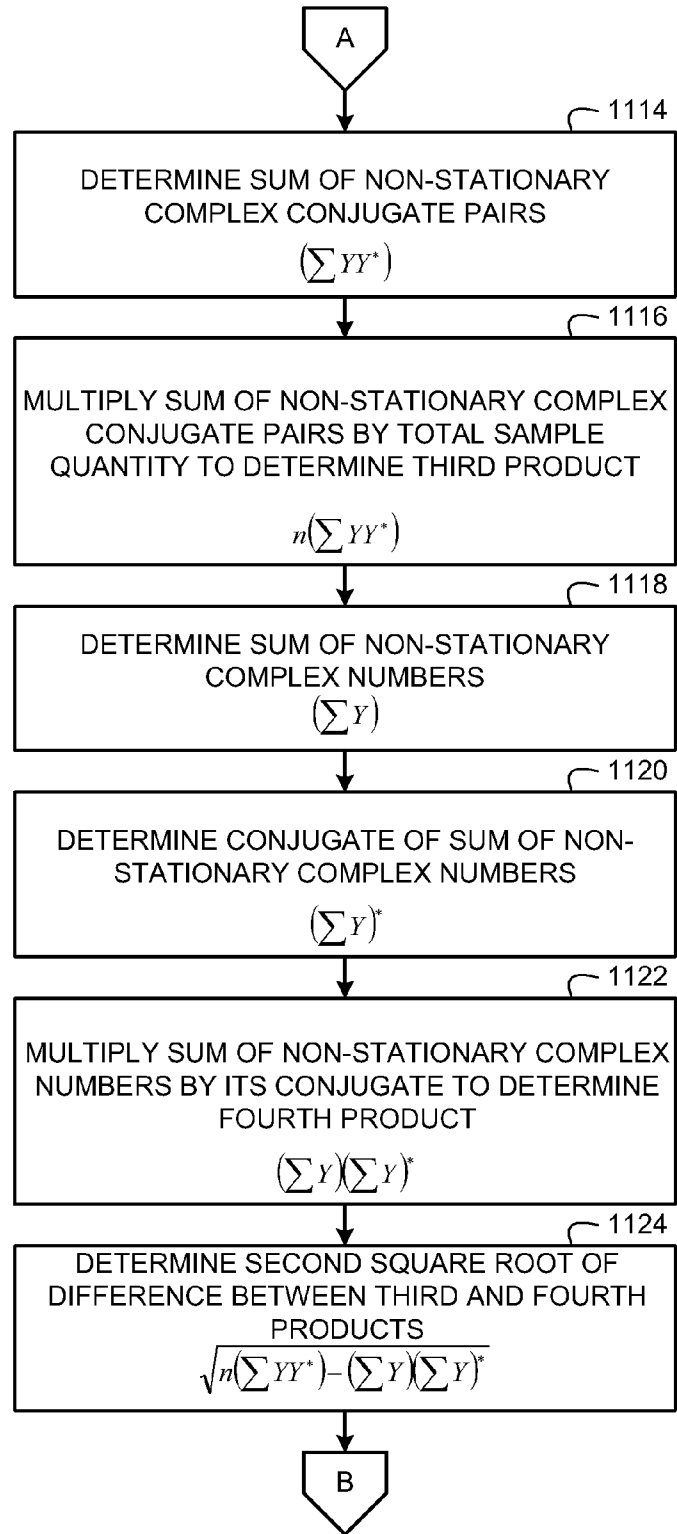 A
1114
DETERMINE SUM OF NON-STATIONARY
COMPLEX CONJUGATE PAIRS
(∑ YY*)
1116
MULTIPLY SUM OF NON-STATIONARY COMPLEX
CONJUGATE PAIRS BY TOTAL SAMPLE
QUANTITY TO DETERMINE THIRD PRODUCT
n(∑ YY*)
1118
DETERMINE SUM OF NON-STATIONARY
COMPLEX NUMBERS
(∑ Y)
1120
DETERMINE CONJUGATE OF SUM OF NON-
STATIONARY COMPLEX NUMBERS
(∑ Y)*
1122
MULTIPLY SUM OF NON-STATIONARY COMPLEX
NUMBERS BY ITS CONJUGATE TO DETERMINE
FOURTH PRODUCT
(∑ Y)(∑ Y)*
1124
DETERMINE SECOND SQUARE ROOT OF
DIFFERENCE BETWEEN THIRD AND FOURTH
PRODUCTS
√n(∑ YY*)−(∑ Y)(∑ Y)*
B